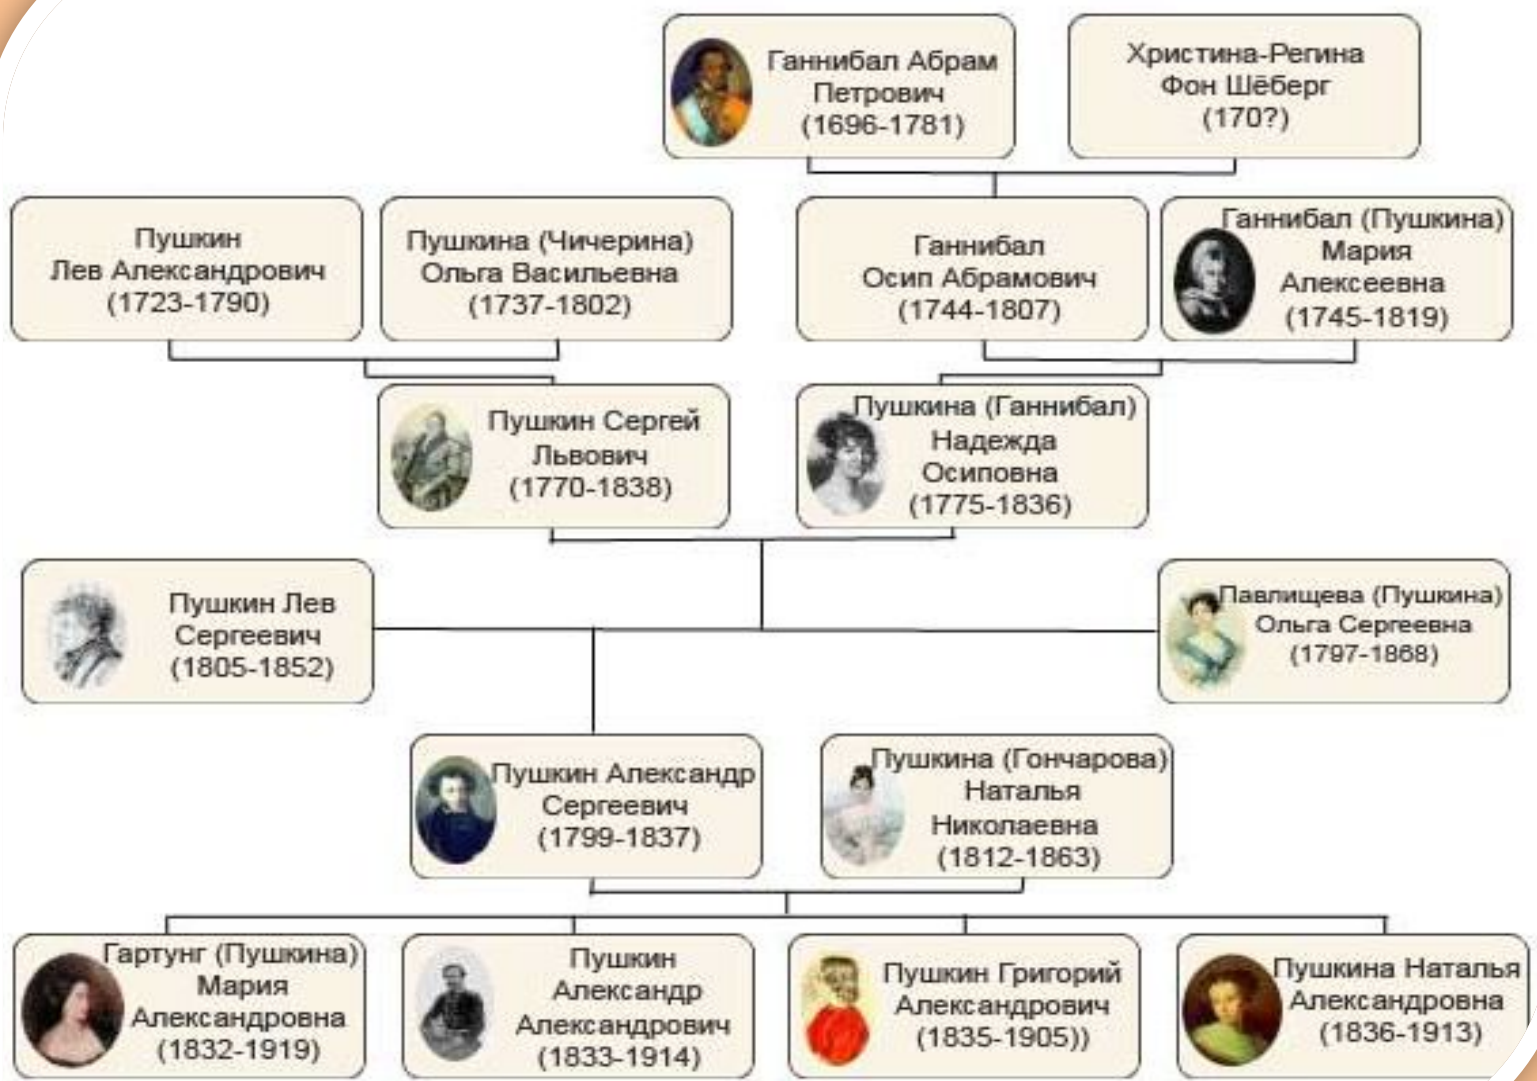 Ганнибал Абрам
Петрович
(1696-1781)
Христина-Регина
Фон Шёберг
(170?)
Пушкин
Лев Александрович
(1723-1790)
Пушкина (Чичерина)
Ольга Васильевна
(1737-1802)
Ганнибал
Осип Абрамович
(1744-1807)
Ганнибал (Пушкина)
Мария
Алексеевна
(1745-1819)
Пушкин Сергей
Львович
(1770-1838)
Пушкина (Ганнибал)
Надежда
Осиповна
(1775-1836)
Пушкин Лев
Сергеевич
(1805-1852)
Павлищева (Пушкина)
Ольга Сергеевна
(1797-1868)
Пушкин Александр
Сергеевич
(1799-1837)
Пушкина (Гончарова)
Наталья
Николаевна
(1812-1863)
Гартунг (Пушкина)
Мария
Александровна
(1832-1919)
Пушкин
Александр
Александрович
(1833-1914)
Пушкин Григорий
Александрович
(1835-1905))
Пушкина Наталья
Александровна
(1836-1913)